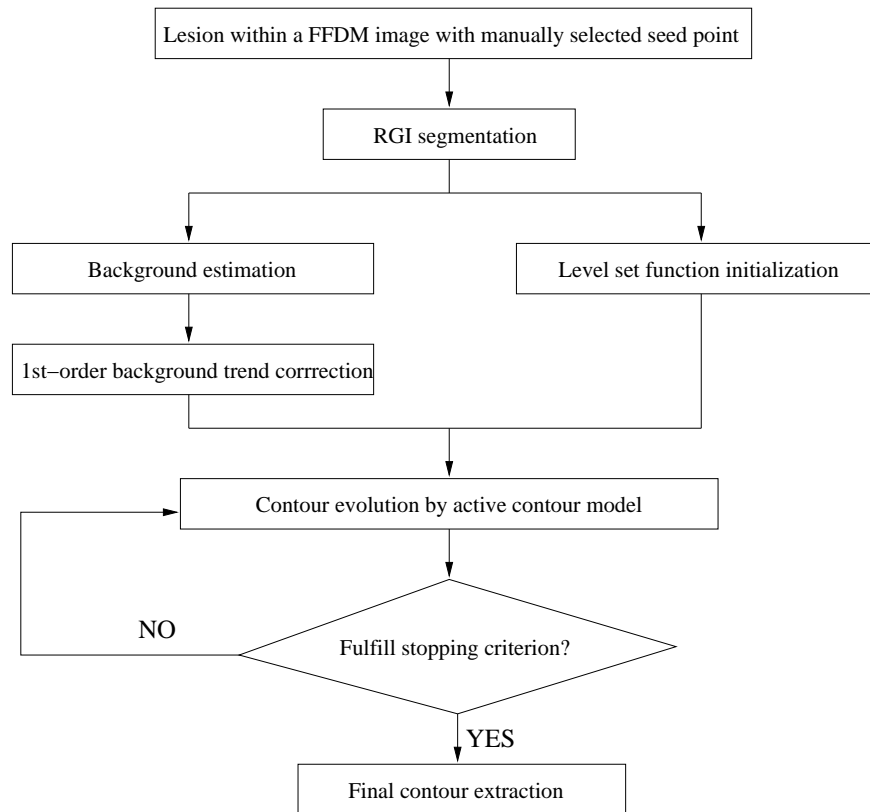 Lesion within a FFDM image with manually selected seed point
RGI segmentation
Background estimation
Level set function initialization
1st−order background trend corrrection
Contour evolution by active contour model
NO
Fulfill stopping criterion?
YES
Final contour extraction